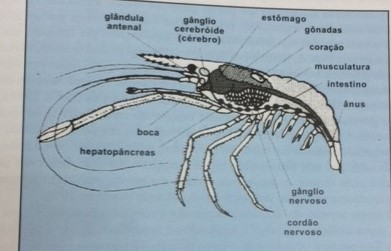 glândula
antenal
gânglio
cerebróide
(cérebro)
estômago
gônadas
coração
musculatura
intestino
ânus
boca
hepatopâncreas
gânglio
nervoso
cordão
nervoso